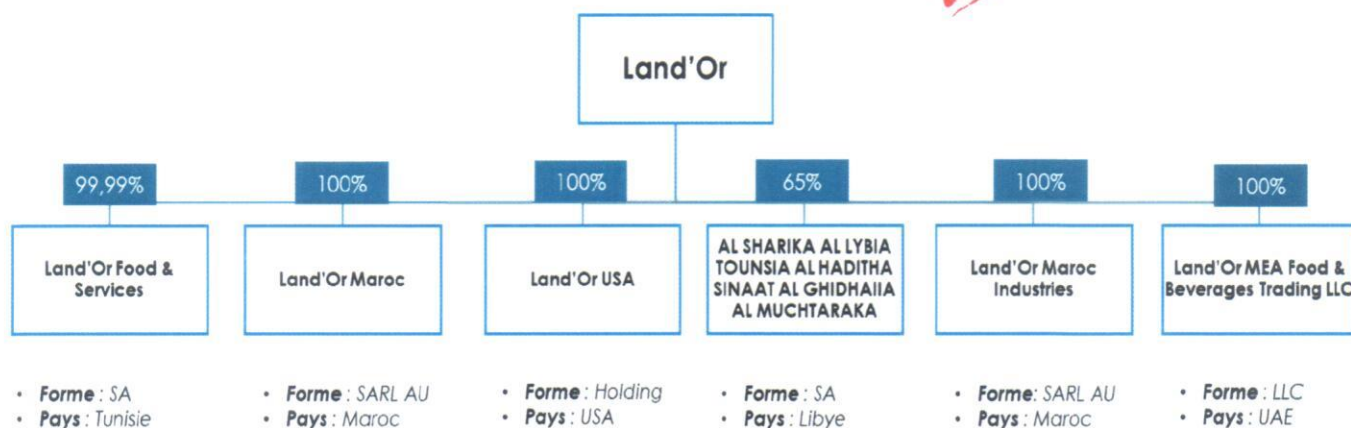 Land'Or
99,99%
100%
100%
65%
100%
100%
Land'Or Food &
Services
Land'Or Maroc
Land'Or USA
AL SHARIKA AL LYBIA
TOUNSIA AL HADITHA
SINAAT AL GHIDHAIIA
AL MUCHTARAKA
Land'Or Maroc
Industries
Land'Or MEA Food &
Beverages Trading LLC
• Forme : SA
• Pays : Tunisie
• Forme : SARL AU
• Pays : Maroc
• Forme : Holding
• Pays : USA
• Forme : SA
• Pays : Libye
• Forme: SARL AU
• Pays : Maroc
• Forme : LLC
• Pays : UAE